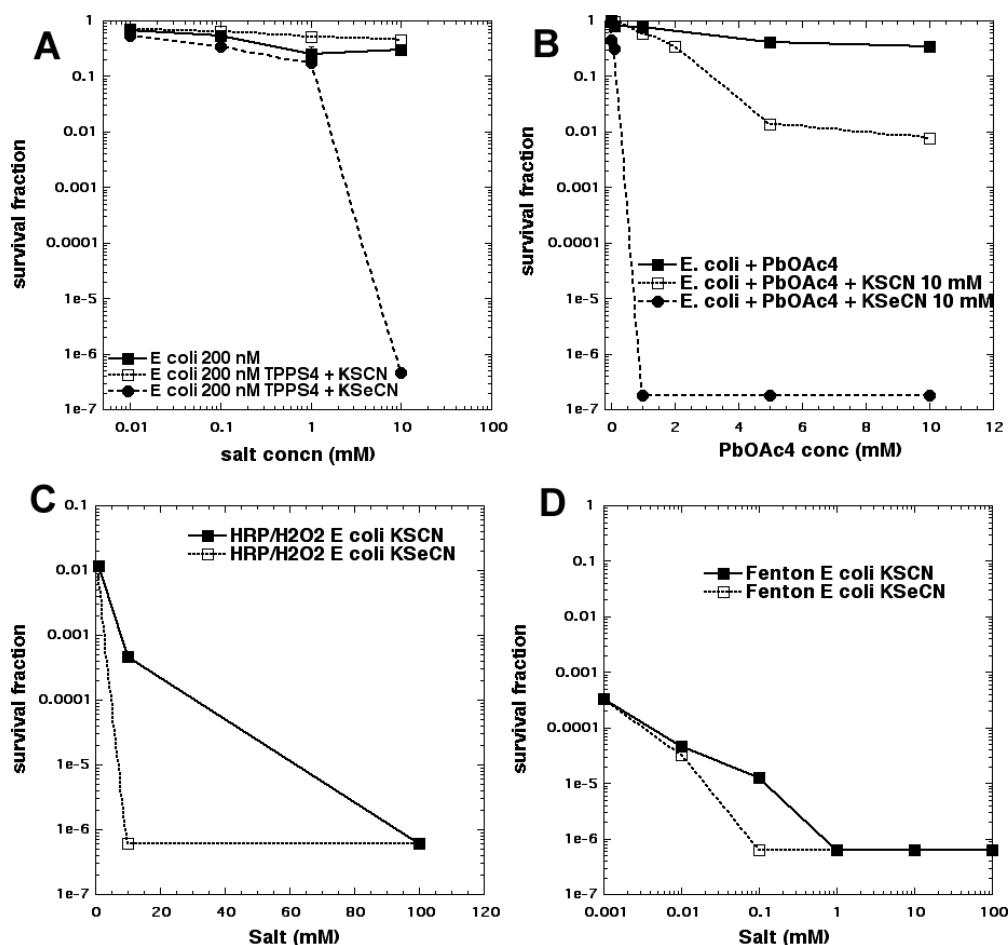 A
survival fraction
1
0.1
0.01
0.001
0.0001
1e-5
1e-6
1e-7
E coli 200 nM
E coli 200 nM TPPS4 + KSCN
E coli 200 nM TPPS4 + KSeCN
0.01 0.1 1 10 100
salt concn (mM)
B
survival fraction
1
0.1
0.01
0.001
0.0001
E. coli + PbOAc4
E. coli + PbOAc4 + KSCN 10 mM
E. coli + PbOAc4 + KSeCN 10 mM
1e-5
1e-6
1e-7
0 2 4 6 8 10 12
PbOAc4 conc (mM)
C
survival fraction
0.1
HRP/H2O2 E coli KSCN
HRP/H2O2 E coli KSeCN
0.01
0.001
0.0001
1e-5
1e-6
1e-7
0 20 40 60 80 100 120
Salt (mM)
D
survival fraction
1
0.1
Fenton E coli KSCN
Fenton E coli KSeCN
0.01
0.001
0.0001
1e-5
1e-6
1e-7
0.001 0.01 0.1 1 10 100
Salt (mM)